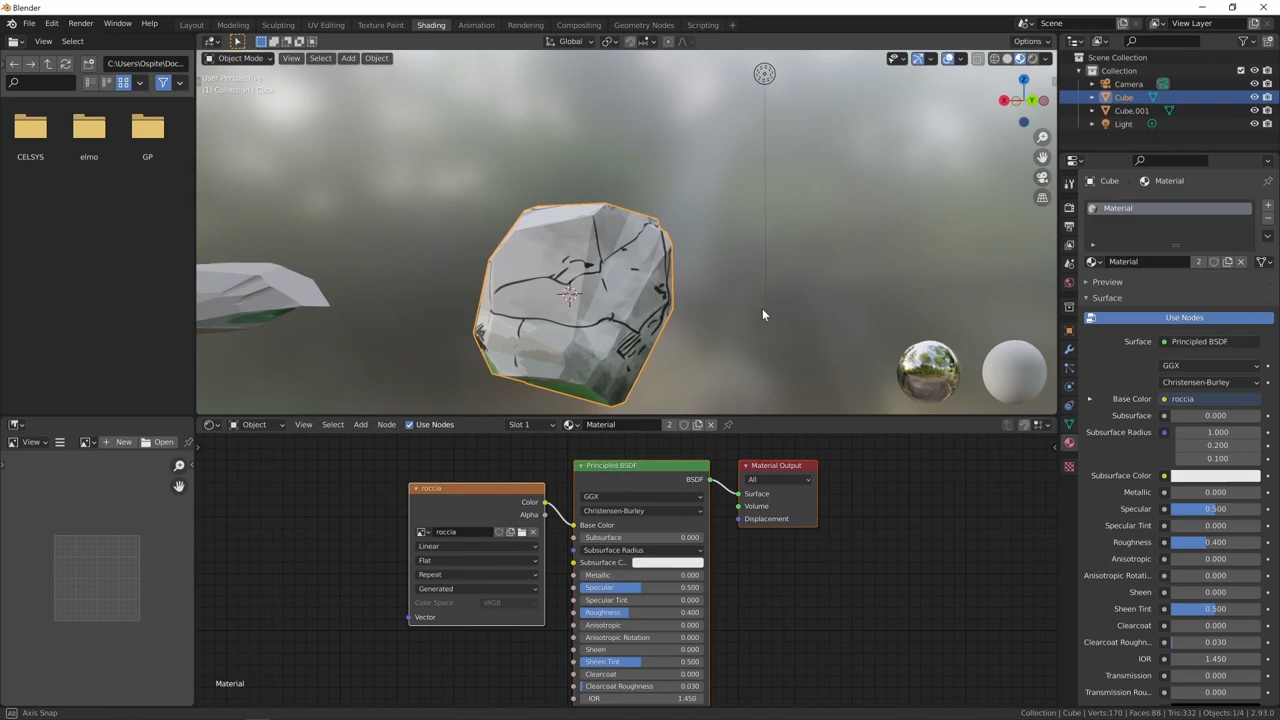 Blender
File Edit Render Window Help Layout Modeling Sculpting UV Editing Texture Paint Shading Animation Rendering Compositing Geometry Nodes Scripting + Scene View Layer
View Select Global Options
C:\Users\Ospite\Doc... Object Mode View Select Add Object
User Perspective
(1) Collection | Cube
CELSYS elmo GP
Z
X Y
Scene Collection
Collection
Camera
Cube
Cube.001
Light
Cube Material
Material
Material 2
Preview
Surface
Use Nodes
Surface Principled BSDF
GGX
Christensen-Burley
Base Color roccia
Subsurface 0.000
Subsurface Radius 1.000
0.200
0.100
Subsurface Color
Metallic 0.000
Specular 0.500
Specular Tint 0.000
Roughness 0.400
Anisotropic 0.000
Anisotropic Rotati... 0.000
Sheen 0.000
Sheen Tint 0.500
Clearcoat 0.000
Clearcoat Roughn... 0.030
IOR 1.450
Transmission 0.000
Transmission Rou... 0.000
View New Open
Object View Select Add Node Use Nodes Slot 1 Material 2
roccia
Color
Alpha
roccia
Linear
Flat
Repeat
Generated
Color Space sRGB
Vector
Principled BSDF
BSDF
GGX
Christensen-Burley
Base Color
Subsurface 0.000
Subsurface Radius
Subsurface C...
Metallic 0.000
Specular 0.500
Specular Tint 0.000
Roughness 0.400
Anisotropic 0.000
Anisotropic Rotation 0.000
Sheen 0.000
Sheen Tint 0.500
Clearcoat 0.000
Clearcoat Roughness 0.030
IOR 1.450
Material Output
All
Surface
Volume
Displacement
Material
Axis Snap
Collection | Cube | Verts:170 | Faces:88 | Tris:332 | Objects:1/4 | 2.93.0